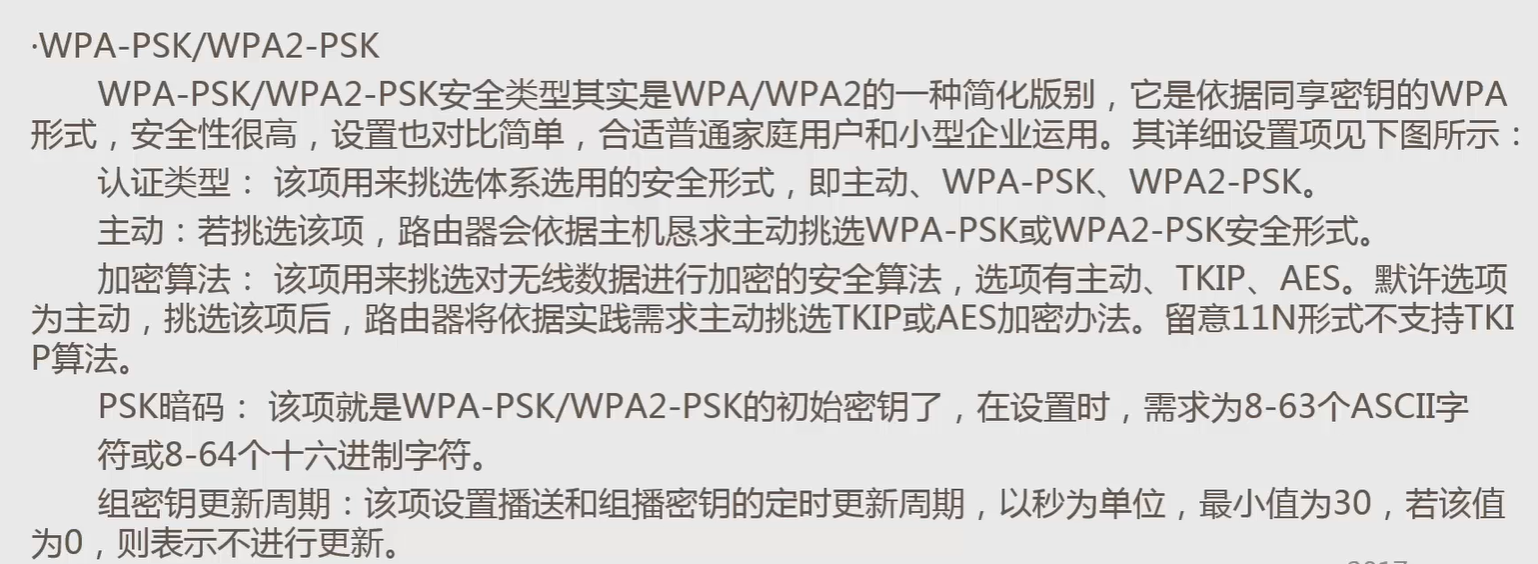 ·WPA-PSK/WPA2-PSK
WPA-PSK/WPA2-PSK安全类型其实是WPA/WPA2的一种简化版别，它是依据同享密钥的WPA
形式，安全性很高，设置也对比简单，合适普通家庭用户和小型企业运用。其详细设置项见下图所示：
认证类型： 该项用来挑选体系选用的安全形式，即主动、WPA-PSK、WPA2-PSK。
主动：若挑选该项，路由器会依据主机恳求主动挑选WPA-PSK或WPA2-PSK安全形式。
加密算法： 该项用来挑选对无线数据进行加密的安全算法，选项有主动、TKIP、AES。默许选项
为主动，挑选该项后，路由器将依据实践需求主动挑选TKIP或AES加密办法。留意11N形式不支持TKI
P算法。
PSK暗码： 该项就是WPA-PSK/WPA2-PSK的初始密钥了，在设置时，需求为8-63个ASCII字
符或8-64个十六进制字符。
组密钥更新周期：该项设置播送和组播密钥的定时更新周期，以秒为单位，最小值为30，若该值
为0，则表示不进行更新。